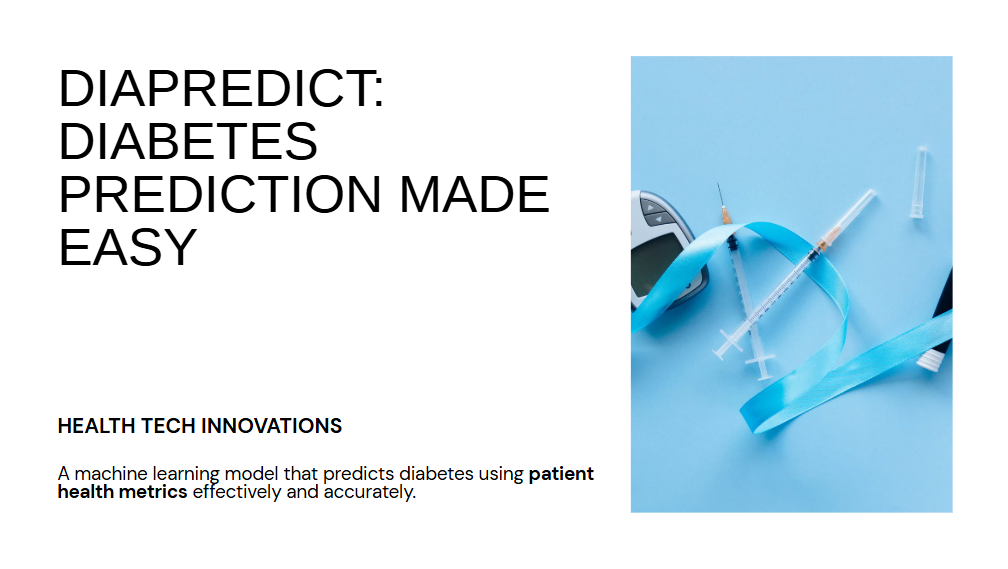 DIAPREDICT:
DIABETES
PREDICTION MADE
EASY
HEALTH TECH INNOVATIONS
A machine learning model that predicts diabetes using patient
health metrics effectively and accurately.